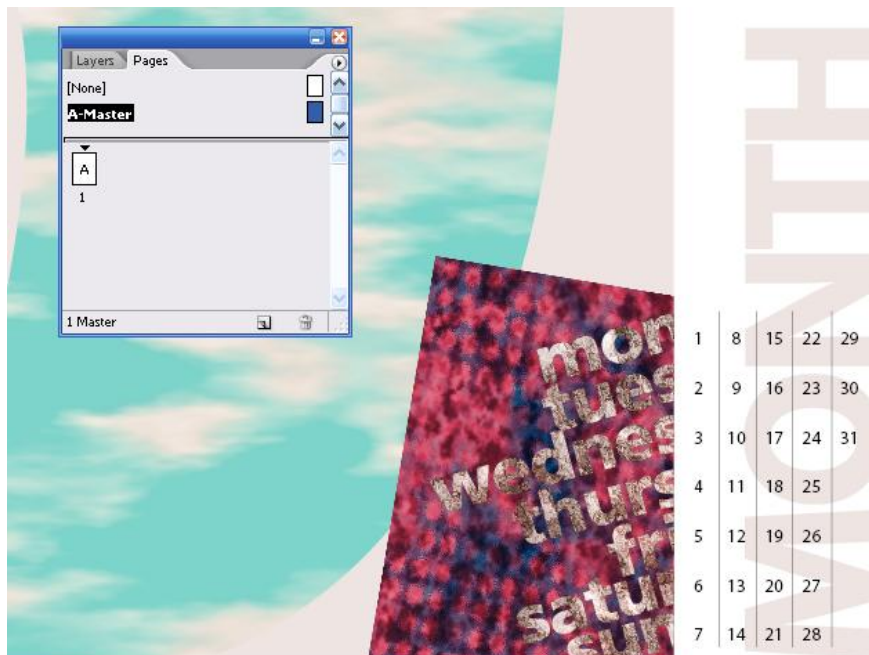 Layers Pages
[None]
A-Master
A
1
1 Master
MONTH
mon
tues
wednes
thurs
fri
satur
sun
1 8 15 22 29
2 9 16 23 30
3 10 17 24 31
4 11 18 25
5 12 19 26
6 13 20 27
7 14 21 28